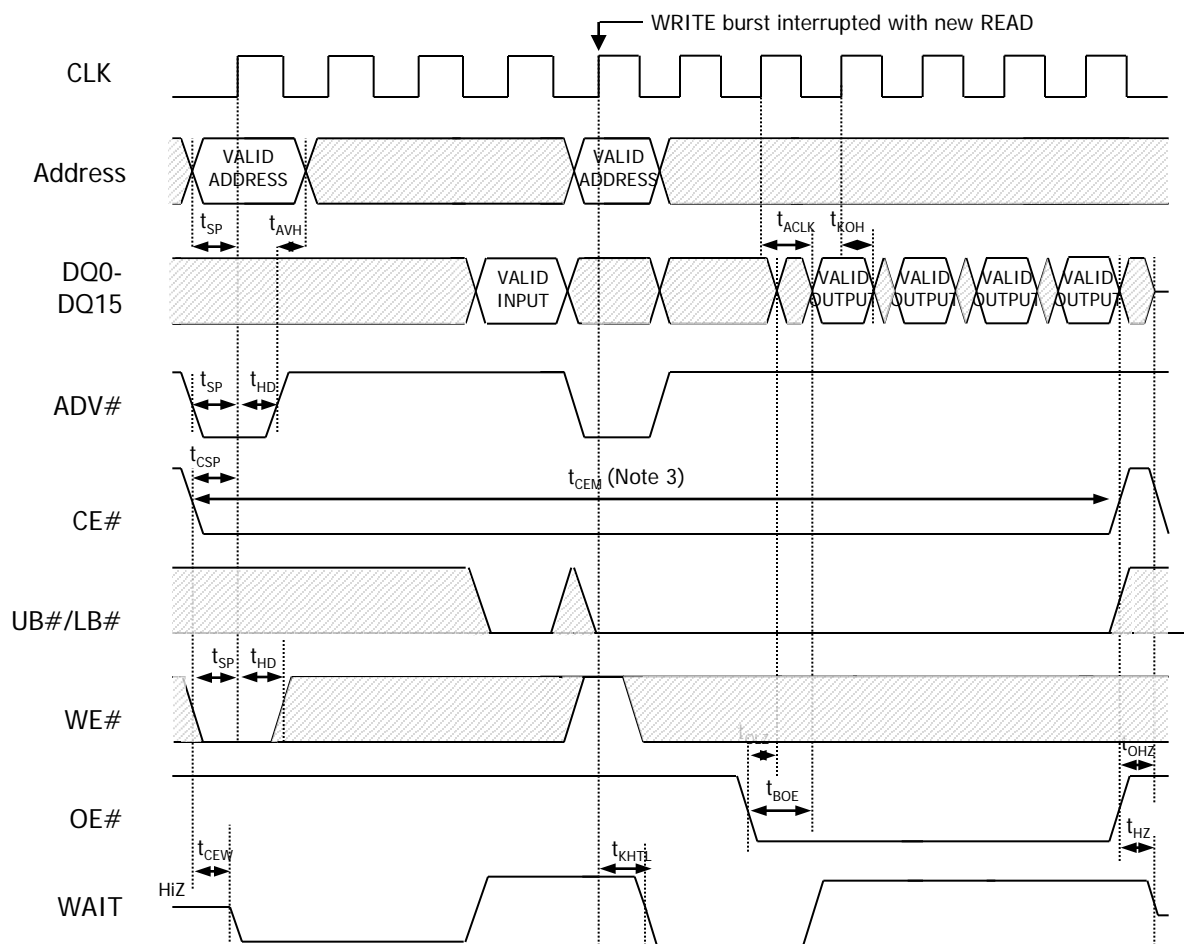 WRITE burst interrupted with new READ
CLK
Address
VALID
ADDRESS
VALID
ADDRESS
tSP
tAVH
tACLK
tKOH
DQ0-
DQ15
VALID
INPUT
VALID
OUTPUT
VALID
OUTPUT
VALID
OUTPUT
VALID
OUTPUT
ADV#
tSP
tHD
tCSP
tCEM (Note 3)
CE#
UB#/LB#
tSP
tHD
WE#
tOLZ
tOHZ
OE#
tBOE
tHZ
tCEW
tKHTL
HiZ
WAIT